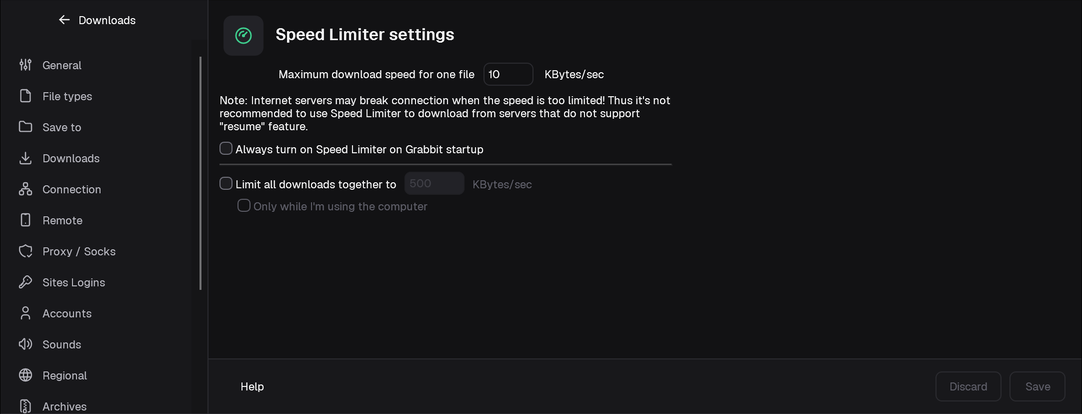 Downloads
General
File types
Save to
Downloads
Connection
Remote
Proxy / Socks
Sites Logins
Accounts
Sounds
Regional
Archives
Speed Limiter settings
Maximum download speed for one file 10 KBytes/sec
Note: Internet servers may break connection when the speed is too limited! Thus it's not
recommended to use Speed Limiter to download from servers that do not support
"resume" feature.
Always turn on Speed Limiter on Grabbit startup
Limit all downloads together to 500 KBytes/sec
Only while I'm using the computer
Help Discard Save